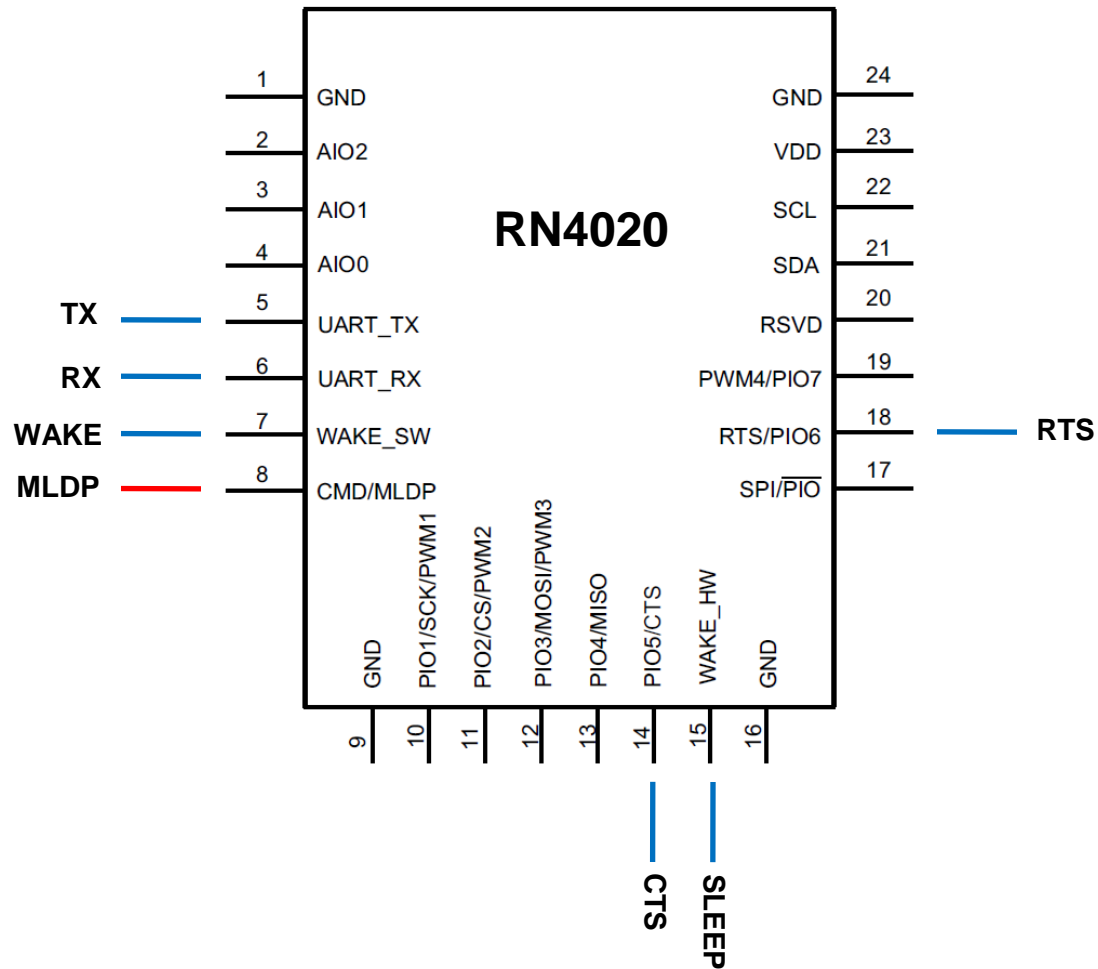 1 GND
2 AIO2
3 AIO1
4 AIO0
TX 5 UART_TX
RX 6 UART_RX
WAKE 7 WAKE_SW
MLDP 8 CMD/MLDP
RN4020
GND 24
VDD 23
SCL 22
SDA 21
RSVD 20
PWM4/PIO7 19
RTS/PIO6 18 RTS
SPI/PIO 17
GND 9
PIO1/SCK/PWM1 10
PIO2/CS/PWM2 11
PIO3/MOSI/PWM3 12
PIO4/MISO 13
PIO5/CTS 14 CTS
WAKE_HW 15 SLEEP
GND 16